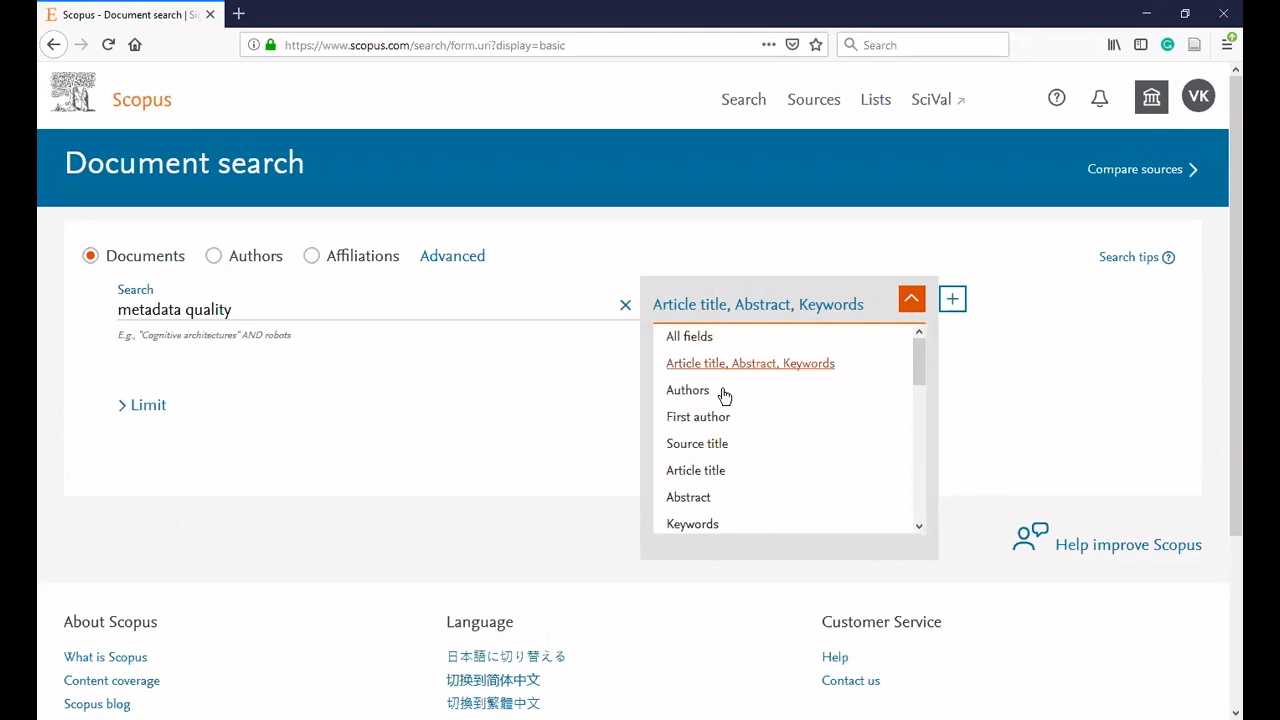 Scopus - Document search | Si
https://www.scopus.com/search/form.uri?display=basic
Search
Scopus
Search
Sources
Lists
SciVal
VK
Document search
Compare sources
Documents
Authors
Affiliations
Advanced
Search tips
Search
metadata quality
Article title, Abstract, Keywords
E.g., "Cognitive architectures" AND robots
All fields
Article title, Abstract, Keywords
Authors
First author
Source title
Article title
Abstract
Keywords
Limit
Help improve Scopus
About Scopus
What is Scopus
Content coverage
Scopus blog
Language
日本語に切り替える
切换到简体中文
切換到繁體中文
Customer Service
Help
Contact us